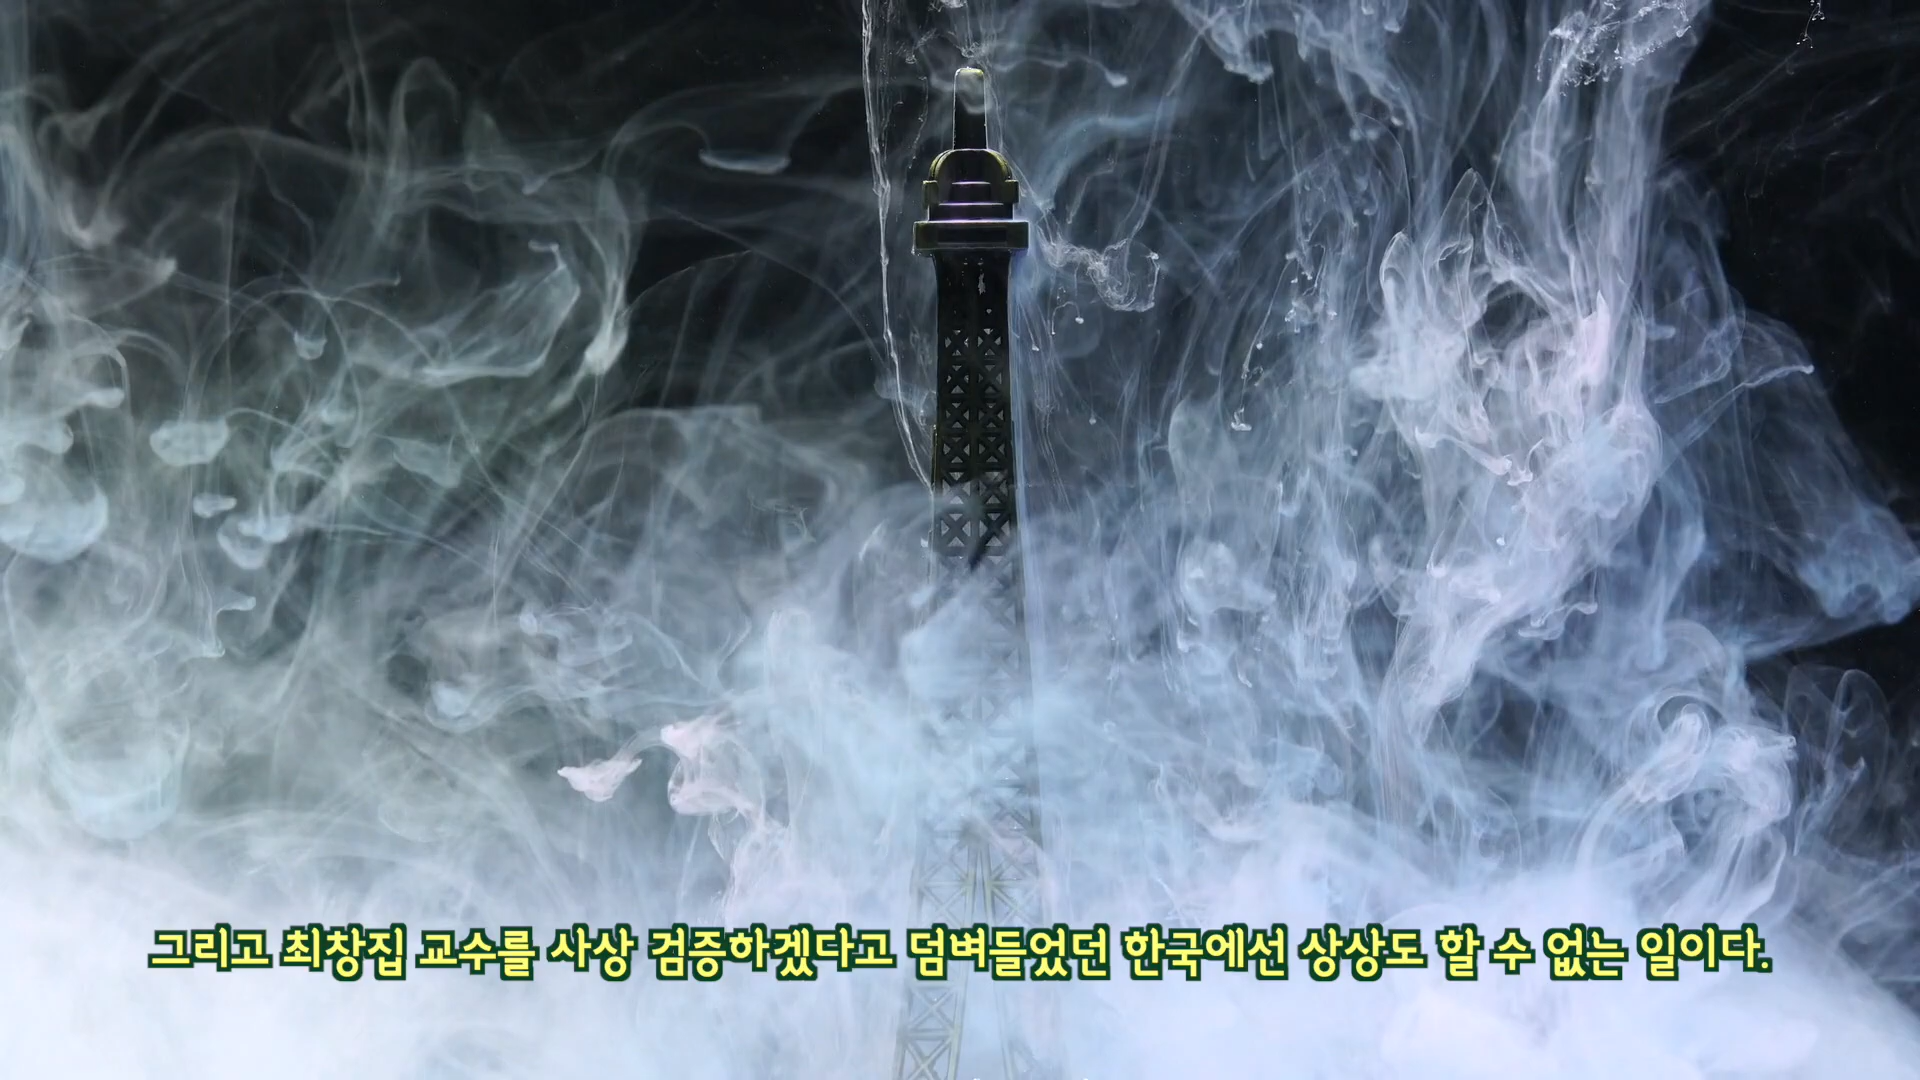 그리고 최창집 교수를 사상 검증하겠다고 덤벼들었던 한국에선 상상도 할 수 없는 일이다.